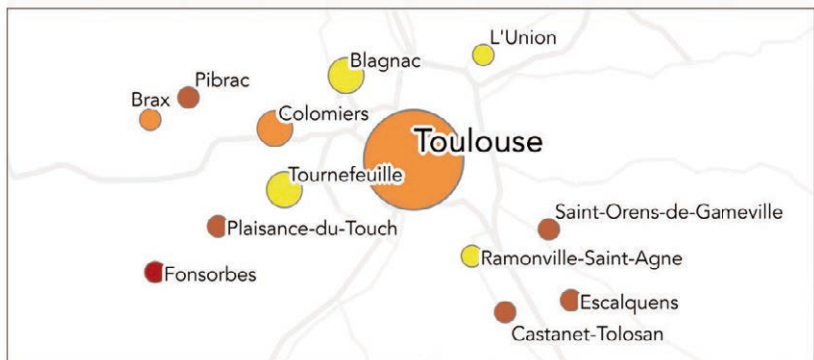 L'Union
Blagnac
Pibrac
Brax
Colomiers
Toulouse
Tournefeuille
Saint-Orens-de-Gameville
Plaisance-du-Touch
Ramonville-Saint-Agne
Fonsorbes
Escalquens
Castanet-Tolosan